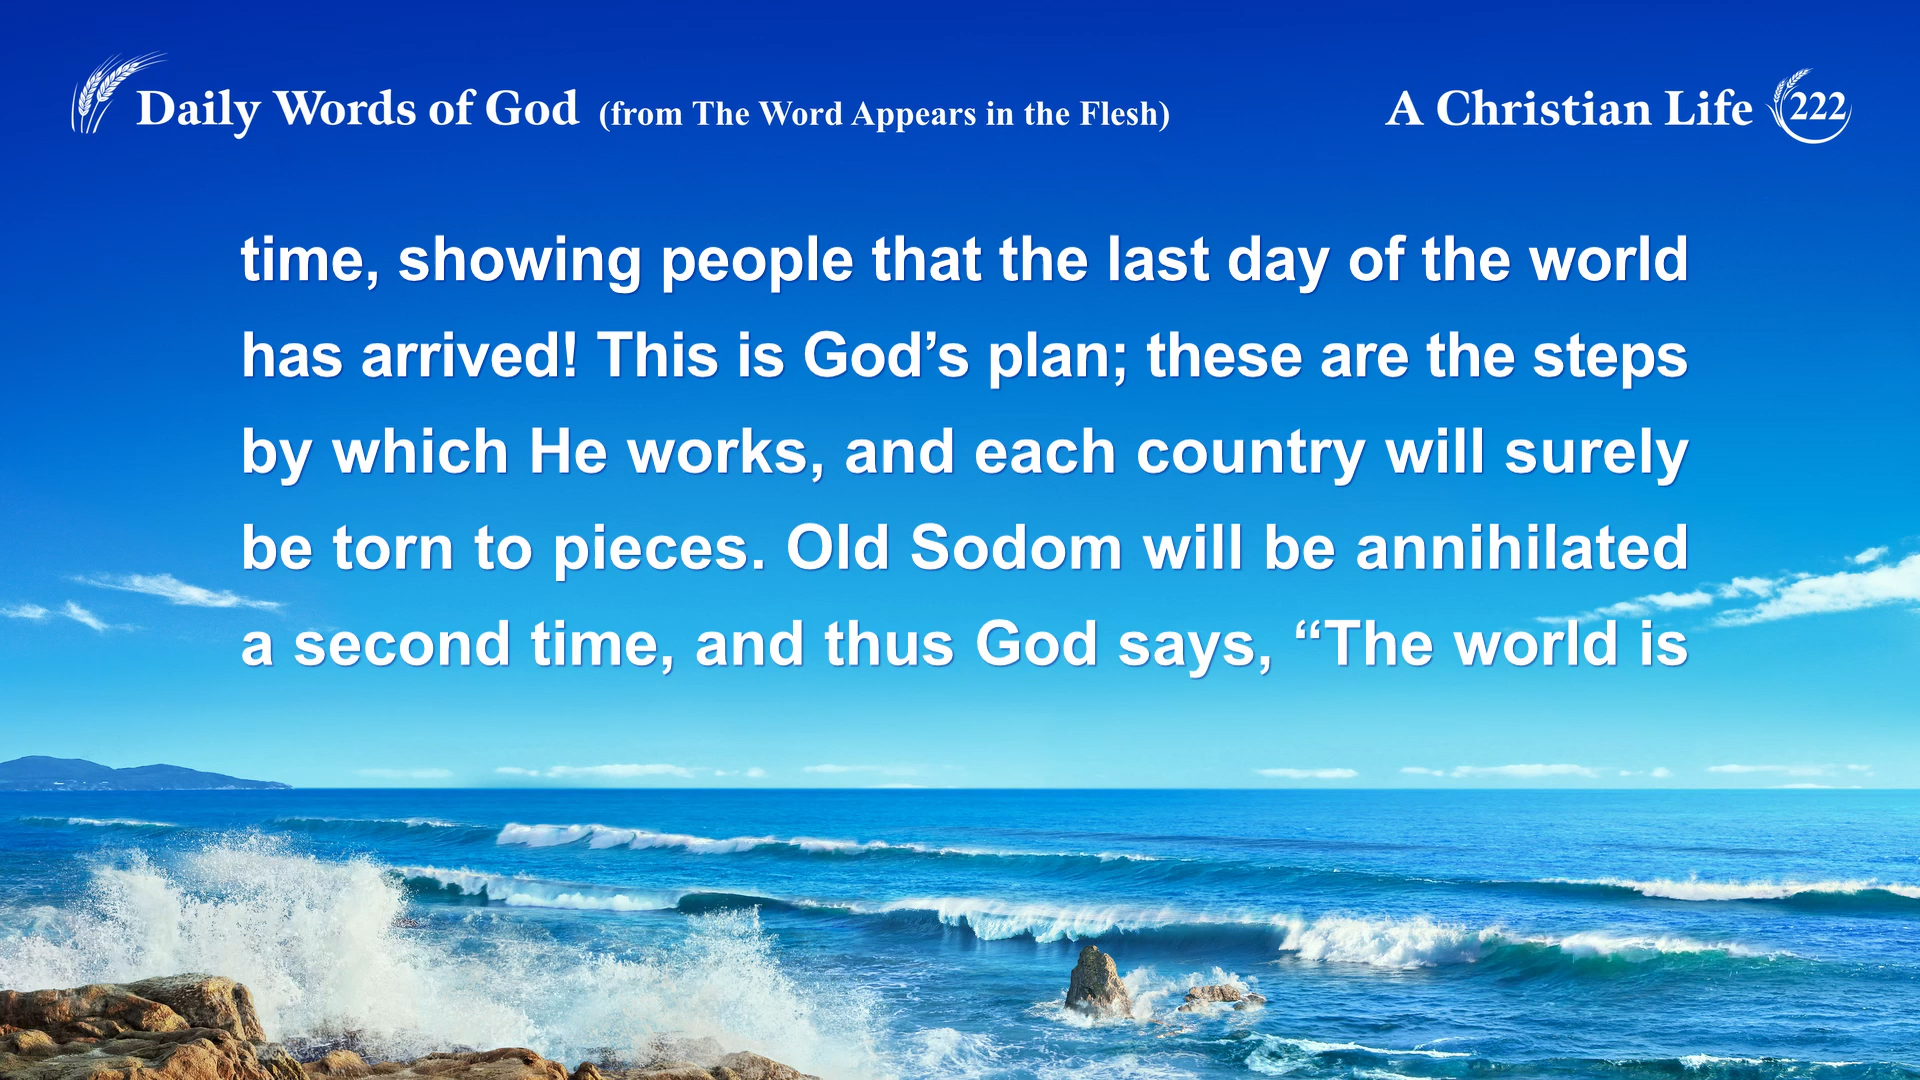 Daily Words of God (from The Word Appears in the Flesh)
A Christian Life 222
time, showing people that the last day of the world
has arrived! This is God’s plan; these are the steps
by which He works, and each country will surely
be torn to pieces. Old Sodom will be annihilated
a second time, and thus God says, “The world is